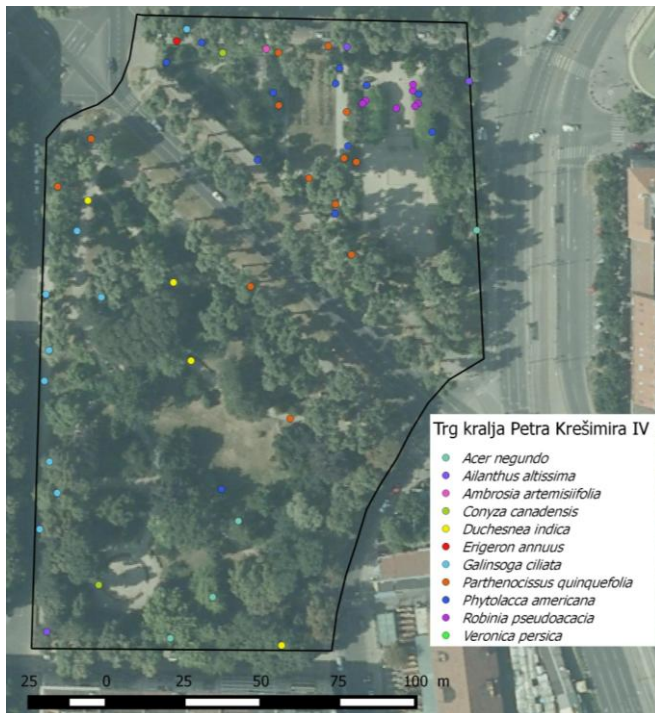 Trg kralja Petra Krešimira IV
Acer negundo
Ailanthus altissima
Ambrosia artemisiifolia
Conyza canadensis
Duchesnea indica
Erigeron annuus
Galinsoga ciliata
Parthenocissus quinquefolia
Phytolacca americana
Robinia pseudoacacia
Veronica persica
25 0 25 50 75 100 m